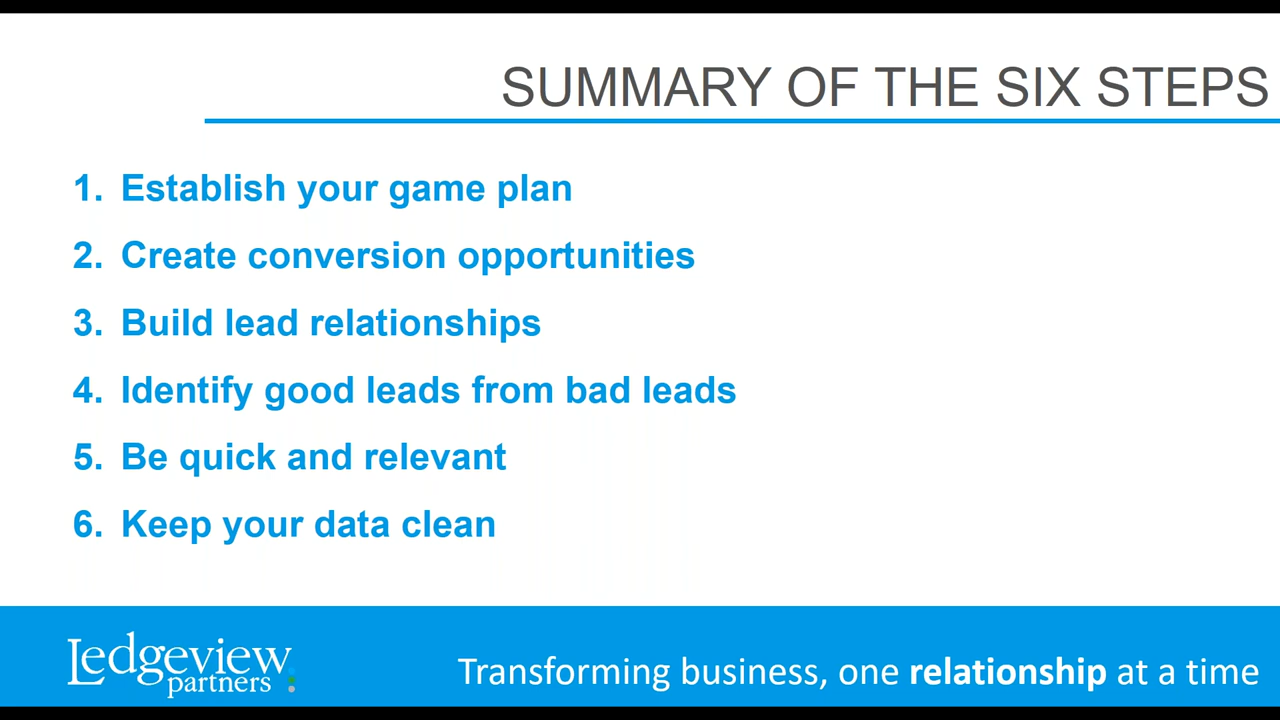 SUMMARY OF THE SIX STEPS
1. Establish your game plan
2. Create conversion opportunities
3. Build lead relationships
4. Identify good leads from bad leads
5. Be quick and relevant
6. Keep your data clean
Ledgeview
partners
Transforming business, one relationship at a time